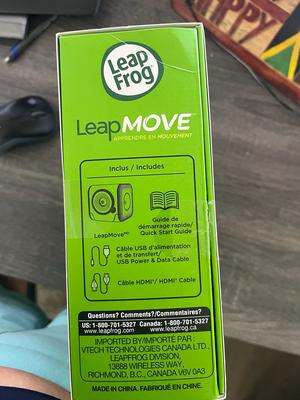 Leap
Frog
LeapMOVE™
APPRENDRE EN MOUVEMENT
Inclus / Includes
LeapMoveMD
Guide de
démarrage rapide/
Quick Start Guide
Câble USB d'alimentation
et de transfert/
USB Power & Data Cable
Câble HDMI®/ HDMI® Cable
Questions? Comments?/Commentaires?
US: 1-800-701-5327 Canada: 1-800-701-5327
www.leapfrog.com www.leapfrog.ca
IMPORTED BY/IMPORTÉ PAR :
VTECH TECHNOLOGIES CANADA LTD.,
LEAPFROG DIVISION,
13888 WIRELESS WAY,
RICHMOND, B.C., CANADA V6V 0A3
MADE IN CHINA. FABRIQUÉ EN CHINE.